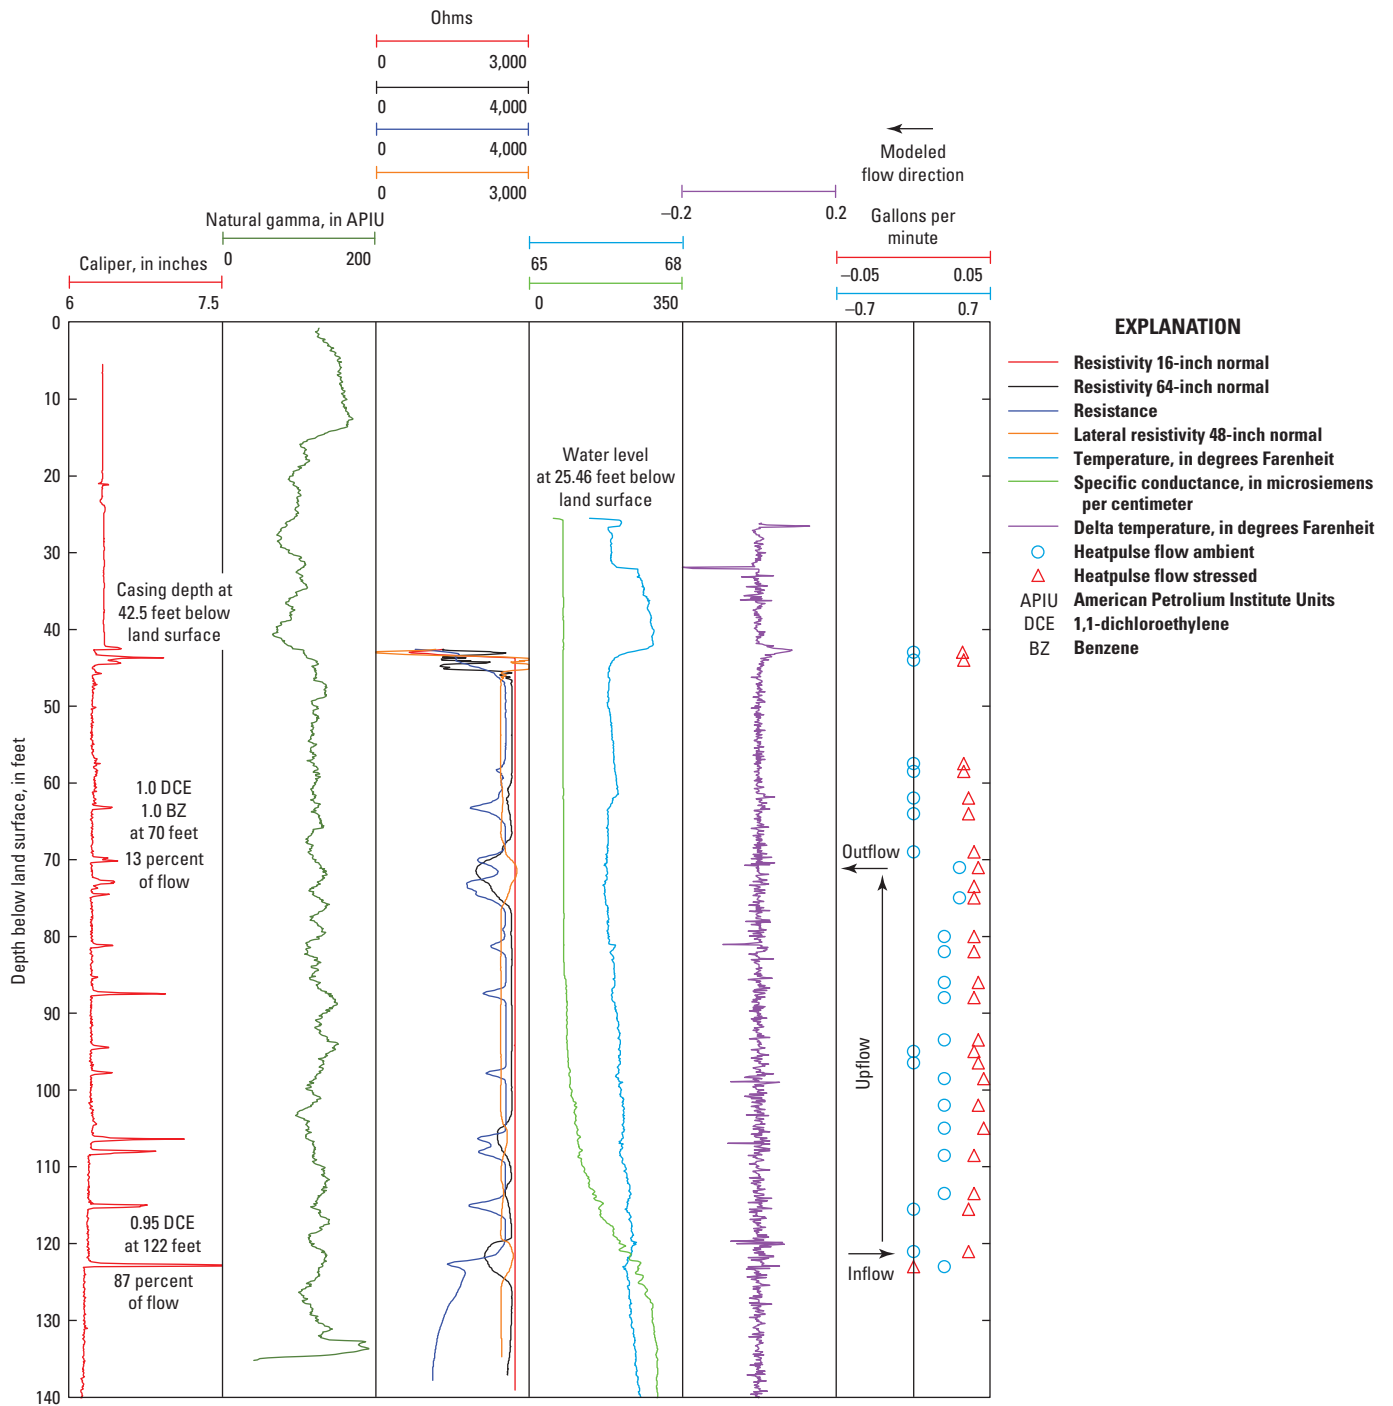 Ohms
0 3,000
0 4,000
0 4,000
0 3,000
Modeled
flow direction
−0.2 0.2
Gallons per
minute
Natural gamma, in APIU
0 200
Caliper, in inches
6 7.5
65 68
0 350
−0.05 0.05
−0.7 0.7
Depth below land surface, in feet
0
10
20
30
40
50
60
70
80
90
100
110
120
130
140
Water level
at 25.46 feet below
land surface
Casing depth at
42.5 feet below
land surface
1.0 DCE
1.0 BZ
at 70 feet
13 percent
of flow
0.95 DCE
at 122 feet
87 percent
of flow
Outflow
Upflow
Inflow
EXPLANATION
Resistivity 16-inch normal
Resistivity 64-inch normal
Resistance
Lateral resistivity 48-inch normal
Temperature, in degrees Farenheit
Specific conductance, in microsiemens
per centimeter
Delta temperature, in degrees Farenheit
Heatpulse flow ambient
Heatpulse flow stressed
APIU American Petrolium Institute Units
DCE 1,1-dichloroethylene
BZ Benzene